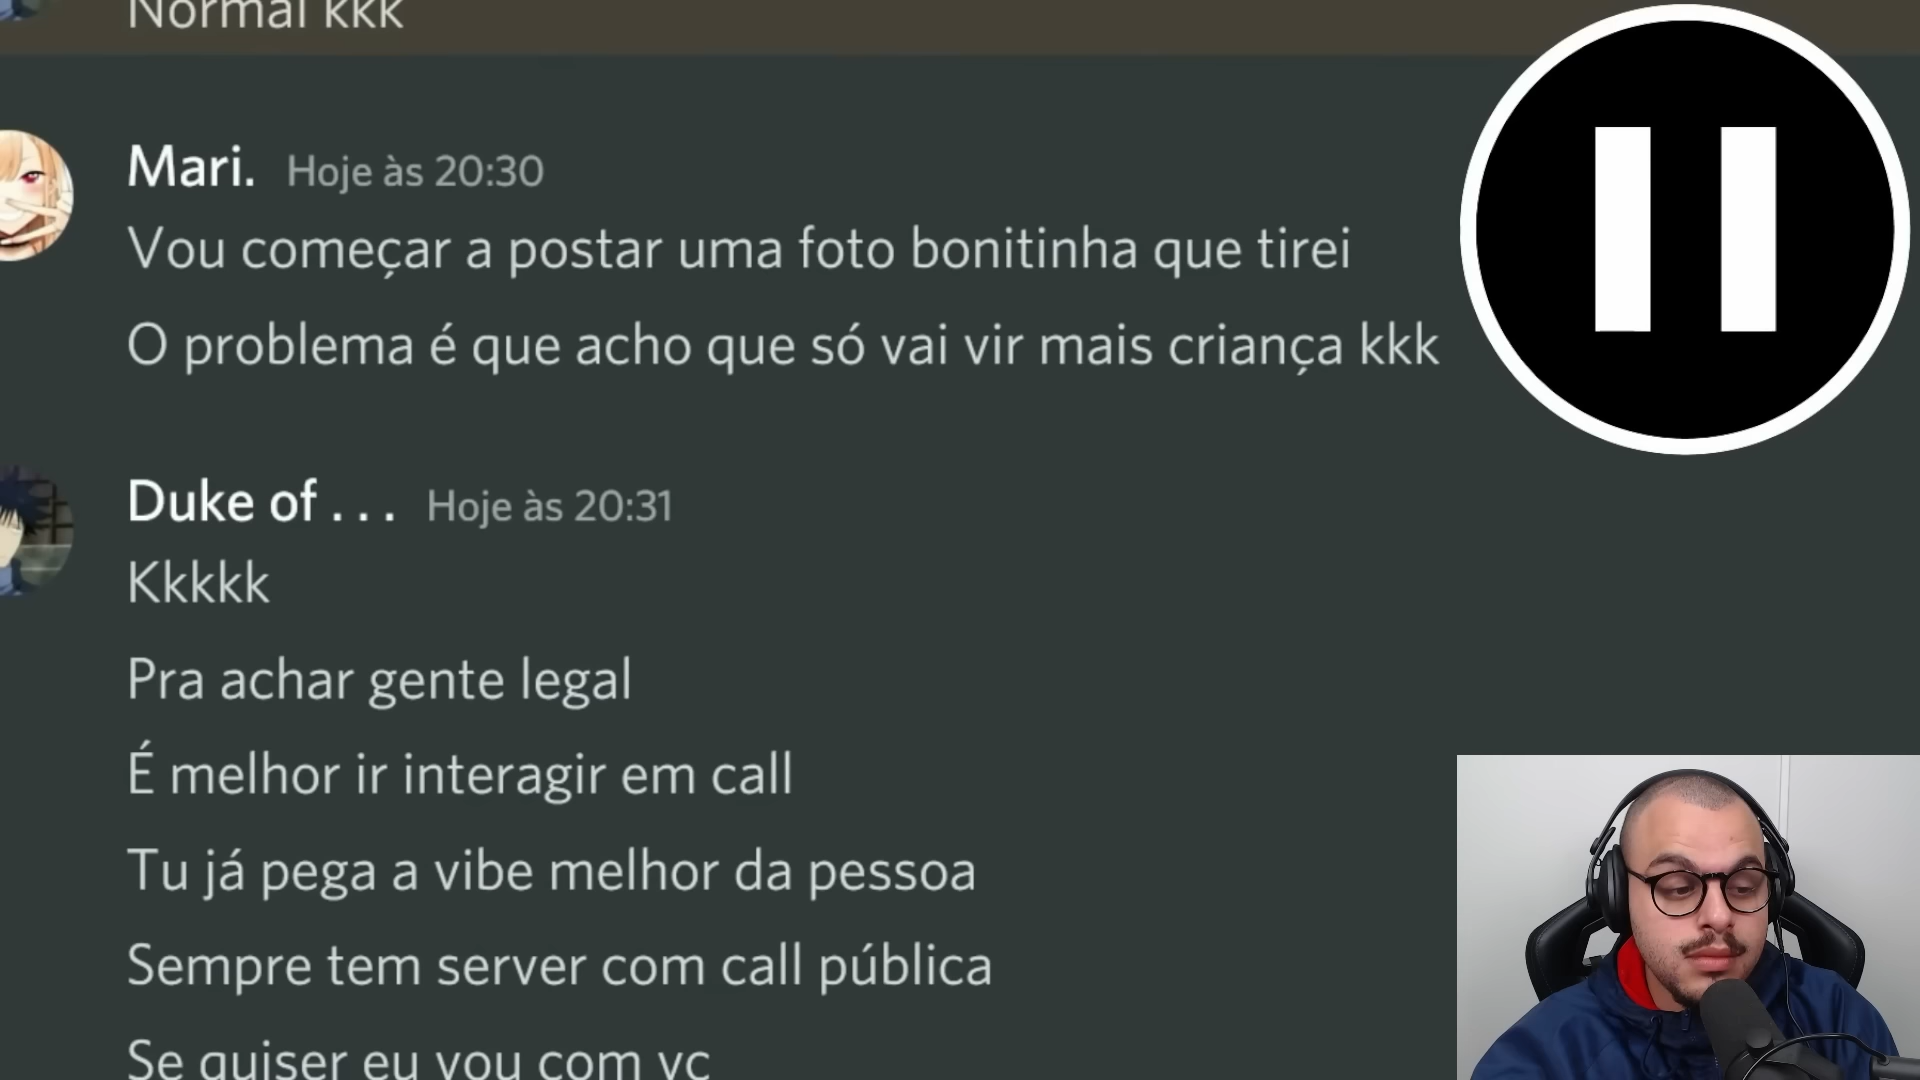 Normal kkk
Mari. Hoje às 20:30
Vou começar a postar uma foto bonitinha que tirei
O problema é que acho que só vai vir mais criança kkk
Duke of . . . Hoje às 20:31
Kkkkk
Pra achar gente legal
É melhor ir interagir em call
Tu já pega a vibe melhor da pessoa
Sempre tem server com call pública
Se quiser eu vou com vc